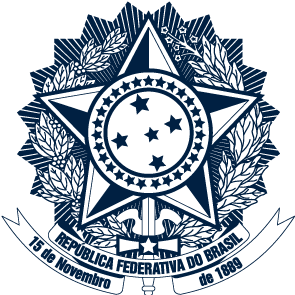 REPÚBLICA FEDERATIVA DO BRASIL
15 de Novembro de 1889